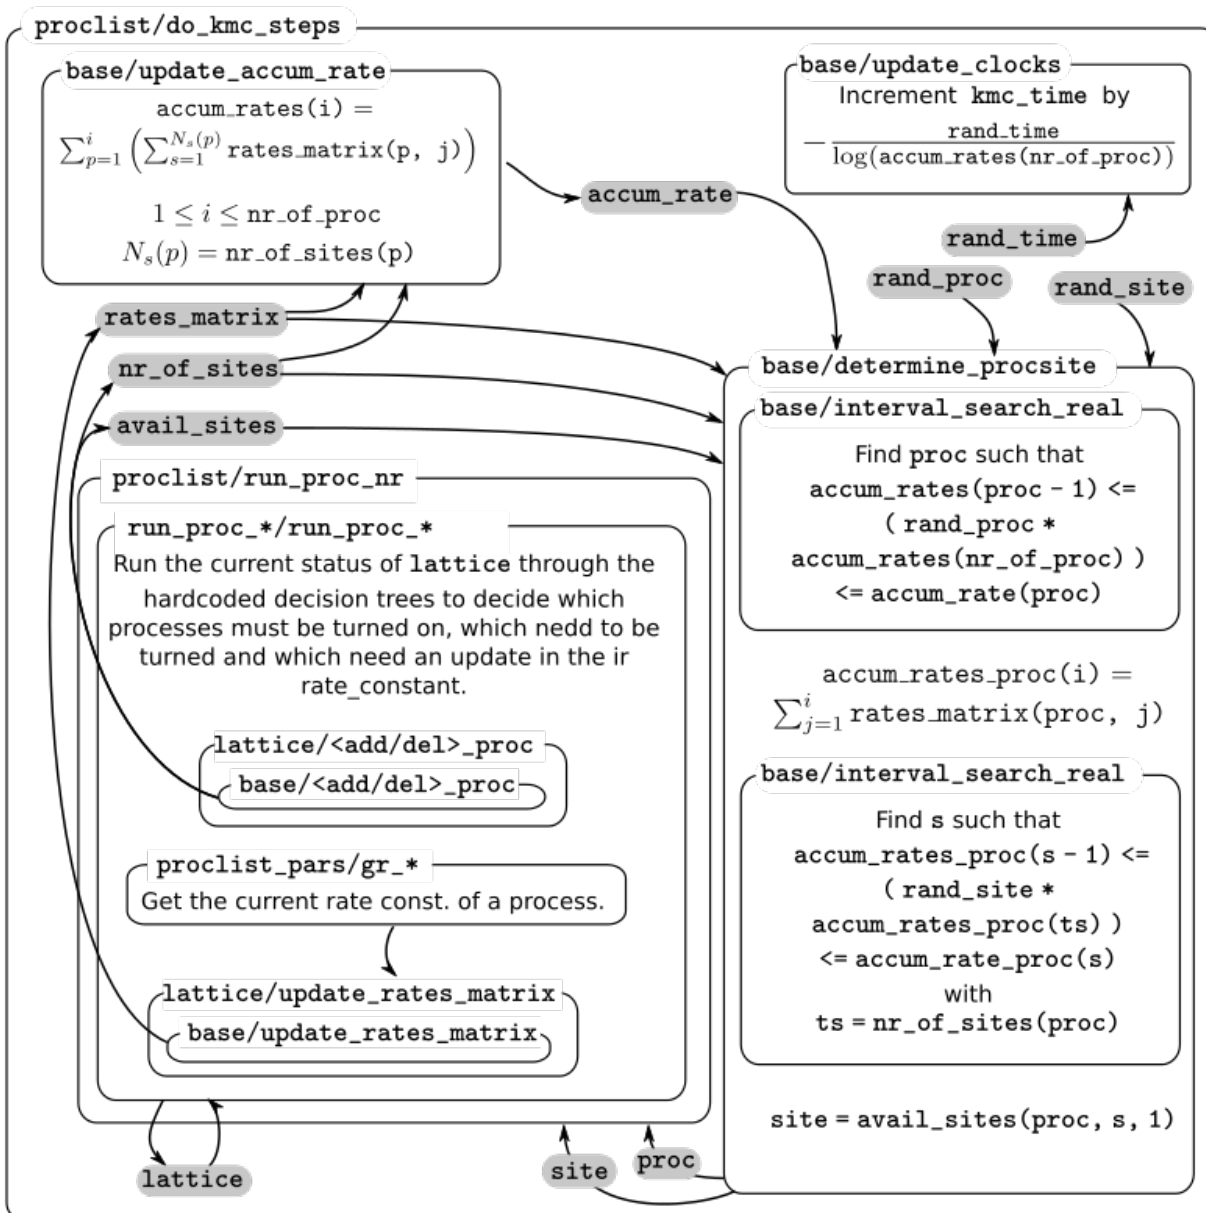 proclist/do_kmc_steps
base/update_accum_rate
accum_rates(i) =
∑_{p=1}^{i} (∑_{s=1}^{N_s(p)} rates_matrix(p, j))
1 ≤ i ≤ nr_of_proc
N_s(p) = nr_of_sites(p)
base/update_clocks
Increment kmc_time by
− rand_time / log(accum_rates(nr_of_proc))
accum_rate
rand_time
rand_proc
rand_site
rates_matrix
nr_of_sites
avail_sites
proclist/run_proc_nr
run_proc_*/run_proc_*
Run the current status of lattice through the
hardcoded decision trees to decide which
processes must be turned on, which nedd to be
turned and which need an update in the ir
rate_constant.
lattice/<add/del>_proc
base/<add/del>_proc
proclist_pars/gr_*
Get the current rate const. of a process.
lattice/update_rates_matrix
base/update_rates_matrix
lattice
site
proc
base/determine_procsite
base/interval_search_real
Find proc such that
accum_rates(proc - 1) <=
( rand_proc *
accum_rates(nr_of_proc) )
<= accum_rate(proc)
accum_rates_proc(i) =
∑_{j=1}^{i} rates_matrix(proc, j)
base/interval_search_real
Find s such that
accum_rates_proc(s - 1) <=
( rand_site *
accum_rates_proc(ts) )
<= accum_rate_proc(s)
with
ts = nr_of_sites(proc)
site = avail_sites(proc, s, 1)